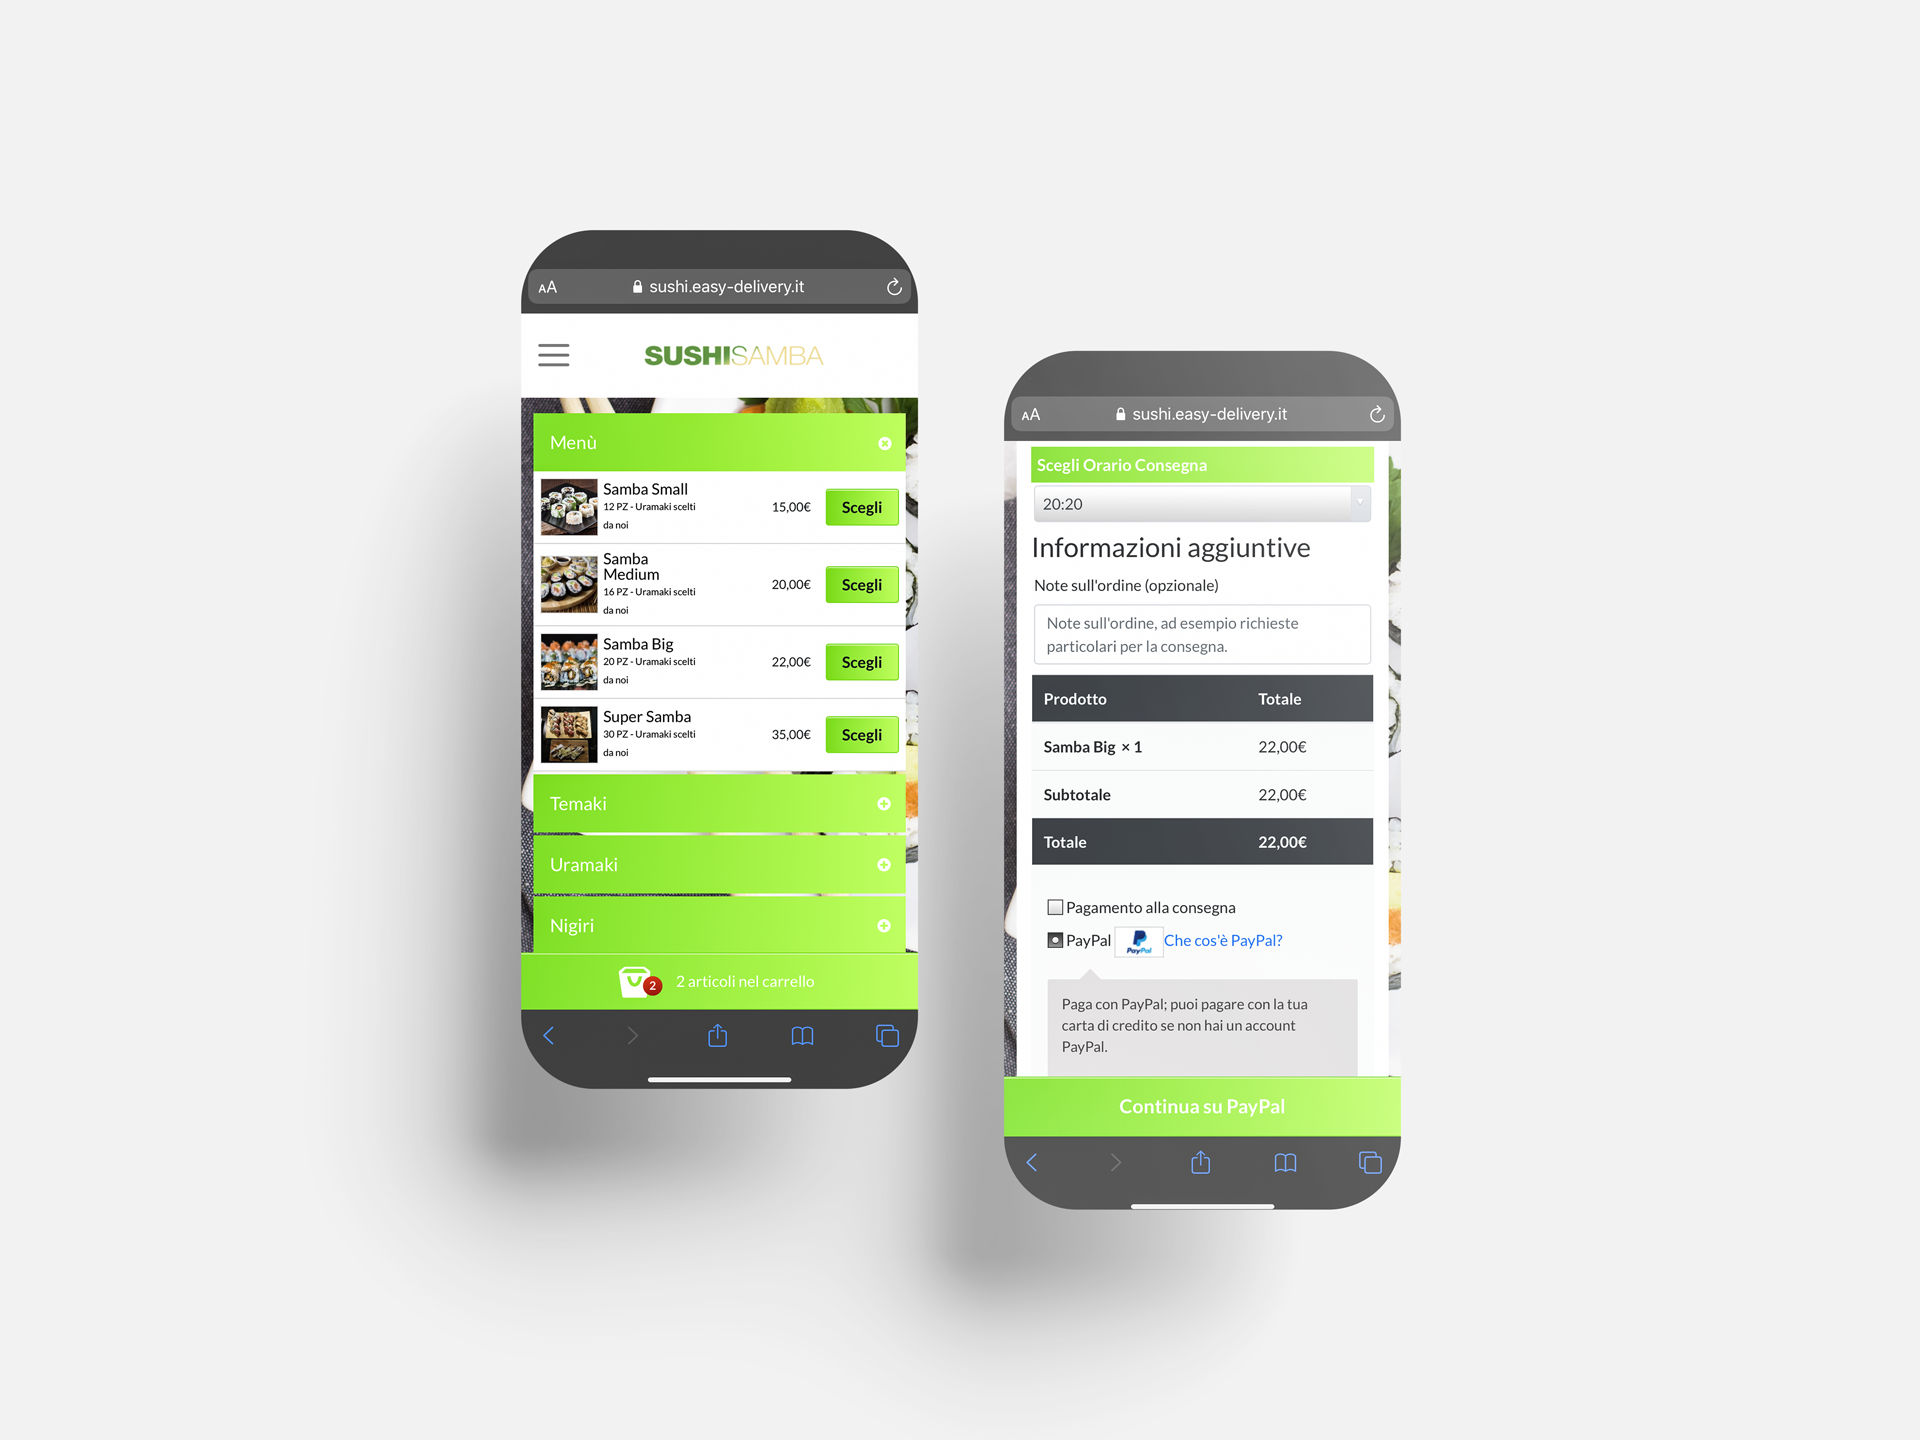 AA sushi.easy-delivery.it
SUSHISAMBA
Menù
Samba Small
12 PZ - Uramaki scelti
da noi
15,00€
Scegli
Samba
Medium
16 PZ - Uramaki scelti
da noi
20,00€
Scegli
Samba Big
20 PZ - Uramaki scelti
da noi
22,00€
Scegli
Super Samba
30 PZ - Uramaki scelti
da noi
35,00€
Scegli
Temaki
Uramaki
Nigiri
2
2 articoli nel carrello
AA sushi.easy-delivery.it
Scegli Orario Consegna
20:20
Informazioni aggiuntive
Note sull'ordine (opzionale)
Note sull'ordine, ad esempio richieste
particolari per la consegna.
Prodotto Totale
Samba Big × 1 22,00€
Subtotale 22,00€
Totale 22,00€
Pagamento alla consegna
PayPal PayPal Che cos'è PayPal?
Paga con PayPal; puoi pagare con la tua
carta di credito se non hai un account
PayPal.
Continua su PayPal